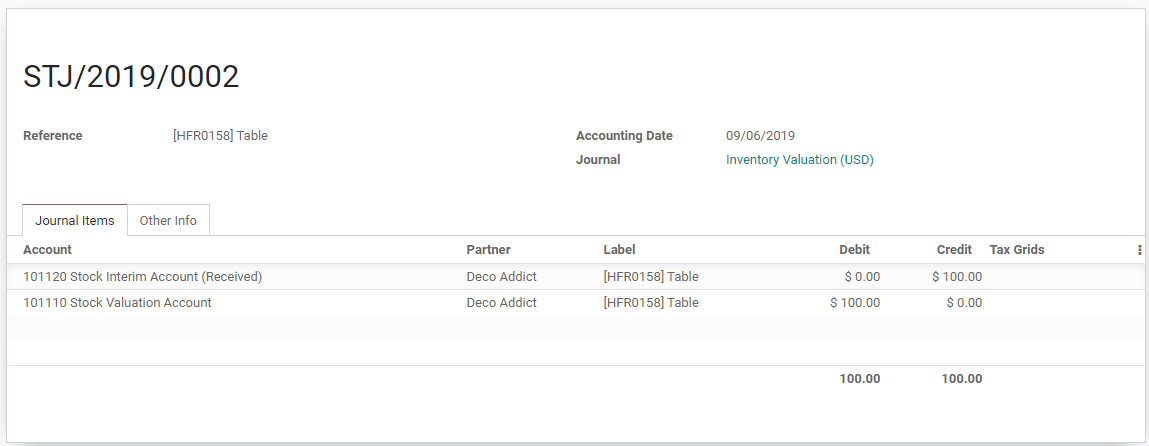 STJ/2019/0002
Reference [HFR0158] Table Accounting Date 09/06/2019
Journal Inventory Valuation (USD)
Journal Items Other Info
Account Partner Label Debit Credit Tax Grids
101120 Stock Interim Account (Received) Deco Addict [HFR0158] Table $ 0.00 $ 100.00
101110 Stock Valuation Account Deco Addict [HFR0158] Table $ 100.00 $ 0.00
100.00 100.00